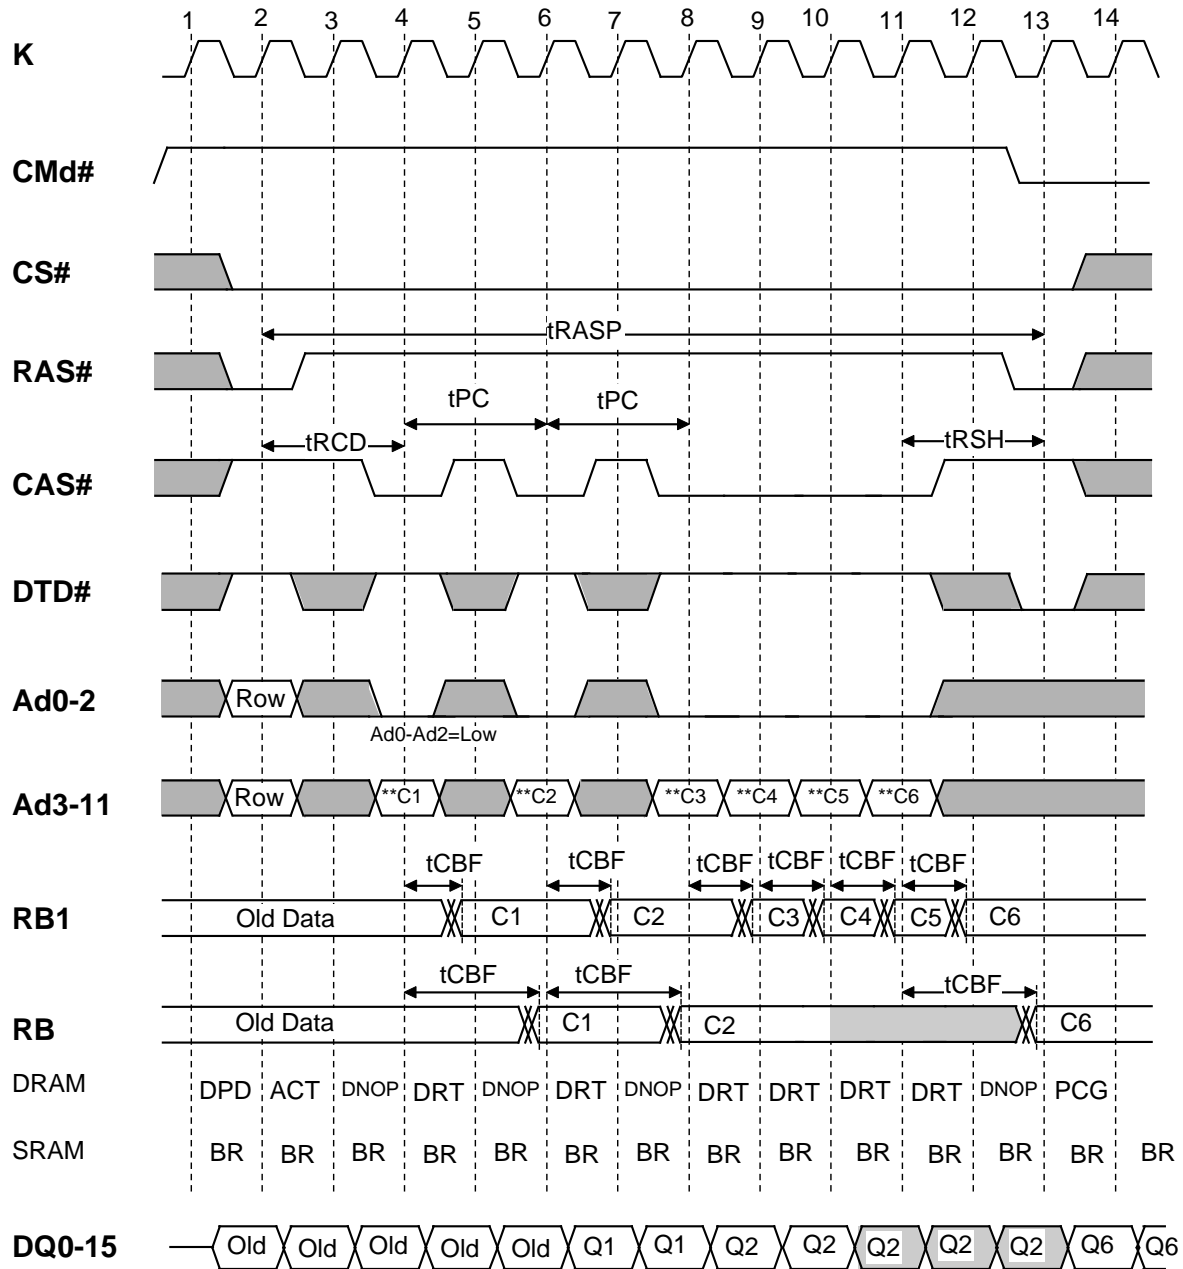 1 2 3 4 5 6 7 8 9 10 11 12 13 14
K
CMd#
CS#
tRASP
RAS#
tPC tPC
tRCD tRSH
CAS#
DTD#
Ad0-2 Row
Ad0-Ad2=Low
Ad3-11 Row **C1 **C2 **C3 **C4 **C5 **C6
tCBF tCBF tCBF tCBF tCBF tCBF
RB1 Old Data C1 C2 C3 C4 C5 C6
tCBF tCBF tCBF
RB Old Data C1 C2 C6
DRAM DPD ACT DNOP DRT DNOP DRT DNOP DRT DRT DRT DRT DNOP PCG
SRAM BR BR BR BR BR BR BR BR BR BR BR BR BR BR
DQ0-15 Old Old Old Old Old Q1 Q1 Q2 Q2 Q2 Q2 Q2 Q6 Q6